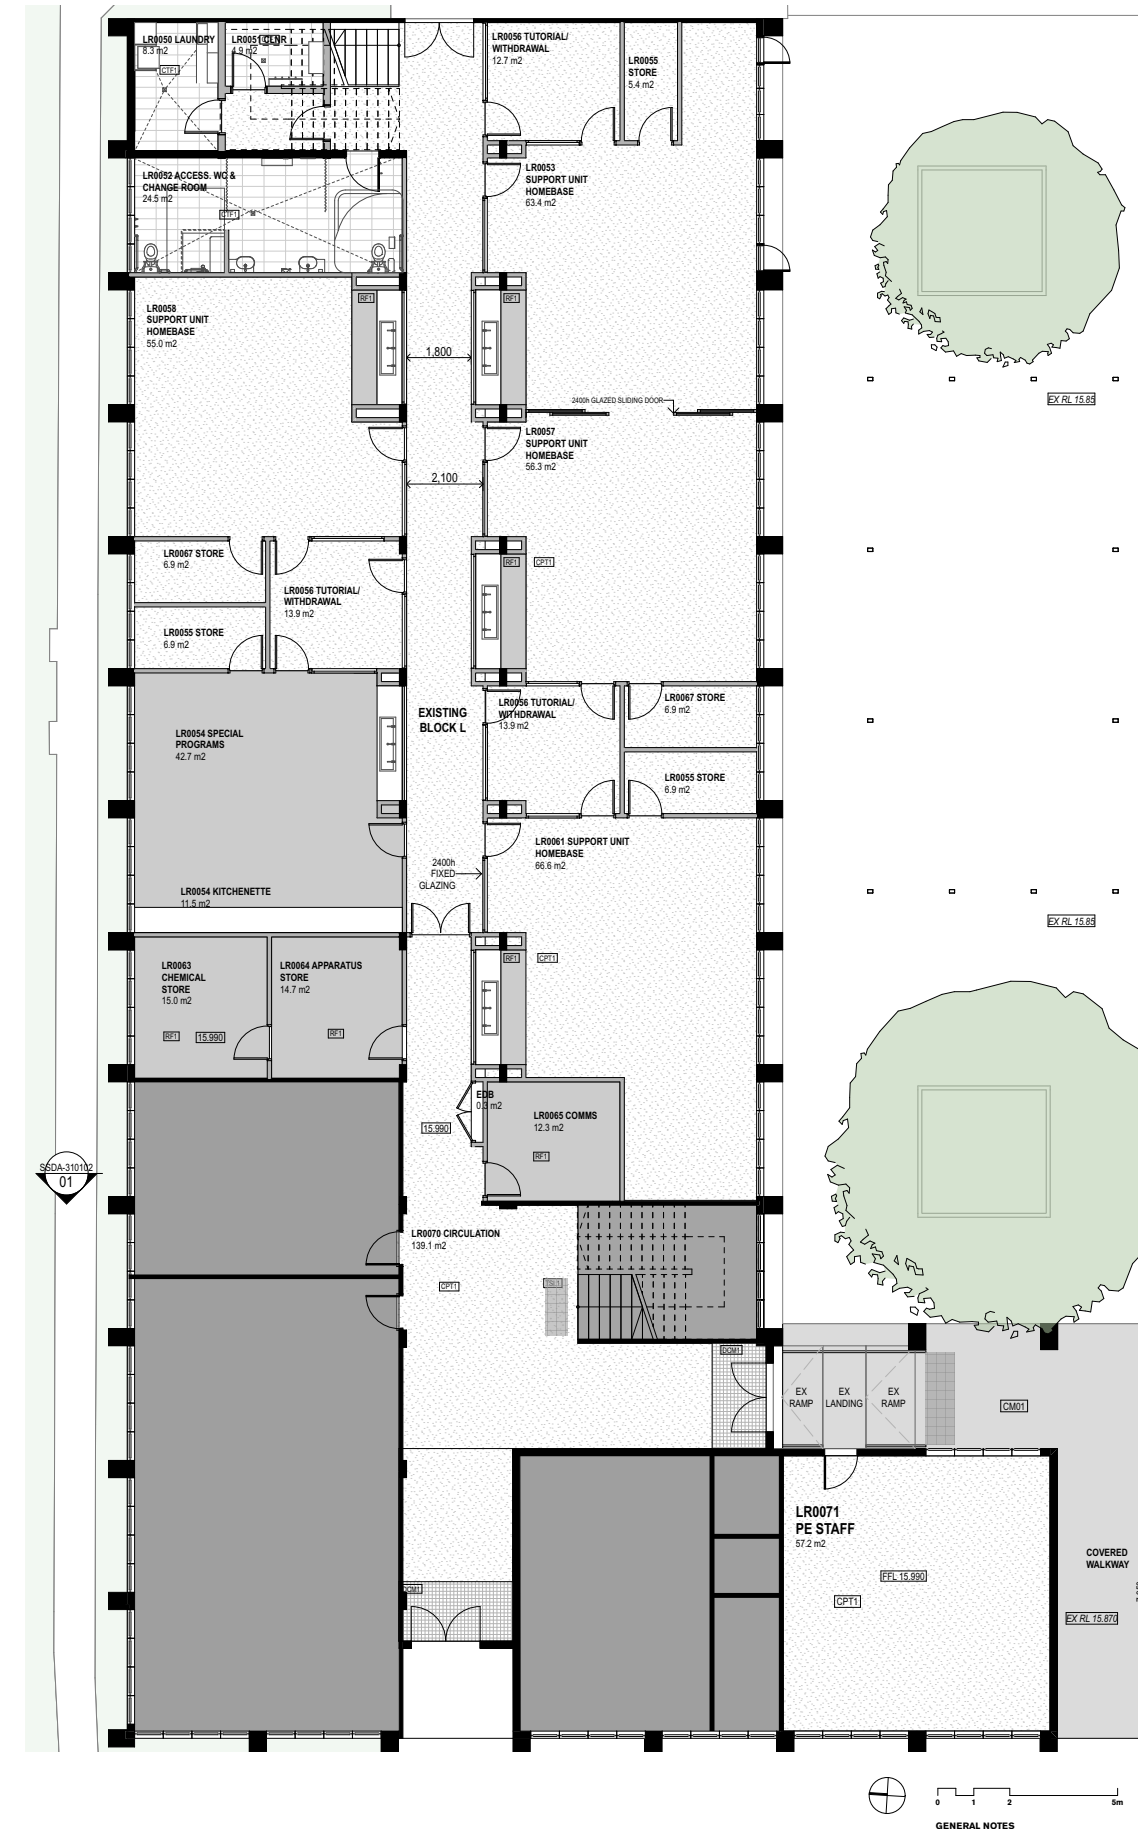 LR0050 LAUNDRY
8.3 m2
CTF1
LR0051 CLNR
4.9 m2
LR0056 TUTORIAL/
WITHDRAWAL
12.7 m2
LR0055
STORE
5.4 m2
LR0052 ACCESS. WC &
CHANGE ROOM
24.5 m2
CTF1
LR0053
SUPPORT UNIT
HOMEBASE
63.4 m2
LR0058
SUPPORT UNIT
HOMEBASE
55.0 m2
RF1
RF1
1,800
2400h GLAZED SLIDING DOOR
EX RL 15.85
LR0057
SUPPORT UNIT
HOMEBASE
56.3 m2
2,100
LR0067 STORE
6.9 m2
LR0056 TUTORIAL/
WITHDRAWAL
13.9 m2
RF1
CPT1
LR0055 STORE
6.9 m2
EXISTING
BLOCK L
LR0056 TUTORIAL/
WITHDRAWAL
13.9 m2
LR0067 STORE
6.9 m2
LR0054 SPECIAL
PROGRAMS
42.7 m2
LR0055 STORE
6.9 m2
LR0061 SUPPORT UNIT
HOMEBASE
66.6 m2
2400h
FIXED
GLAZING
LR0054 KITCHENETTE
11.5 m2
EX RL 15.85
LR0063
CHEMICAL
STORE
15.0 m2
RF1
15.990
LR0064 APPARATUS
STORE
14.7 m2
RF1
RF1
CPT1
EDB
0.3 m2
15.990
LR0065 COMMS
12.3 m2
RF1
SSDA-310102
01
LR0070 CIRCULATION
139.1 m2
CPT1
TSI1
DCM1
EX
RAMP
EX
LANDING
EX
RAMP
CM01
LR0071
PE STAFF
57.2 m2
FFL 15.990
CPT1
COVERED
WALKWAY
EX RL 15.870
DCM1
0 1 2 5m
GENERAL NOTES